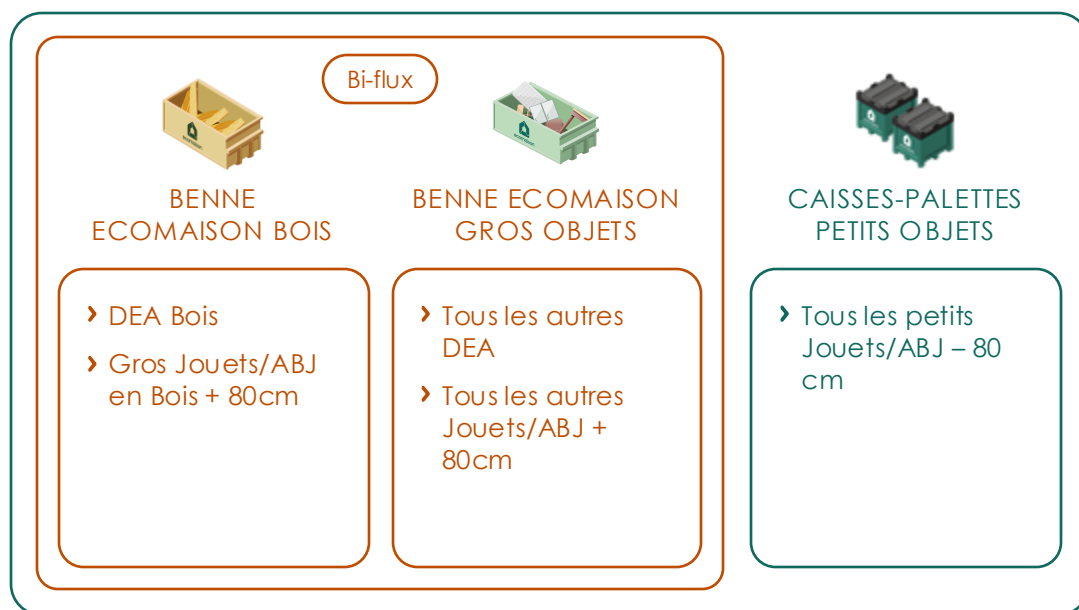 Bi-flux
BENNE
ECOMAISON BOIS
› DEA Bois
› Gros Jouets/ABJ
en Bois + 80cm
BENNE ECOMAISON
GROS OBJETS
› Tous les autres
DEA
› Tous les autres
Jouets/ABJ +
80cm
CAISSES-PALETTES
PETITS OBJETS
› Tous les petits
Jouets/ABJ – 80
cm